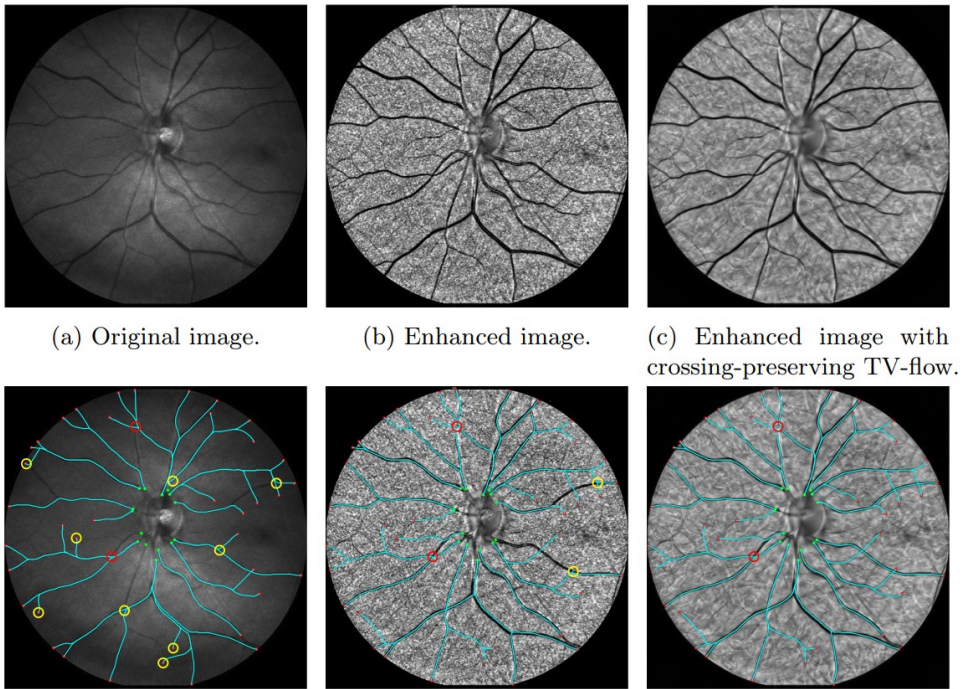 (a) Original image.
(b) Enhanced image.
(c) Enhanced image with
crossing-preserving TV-flow.